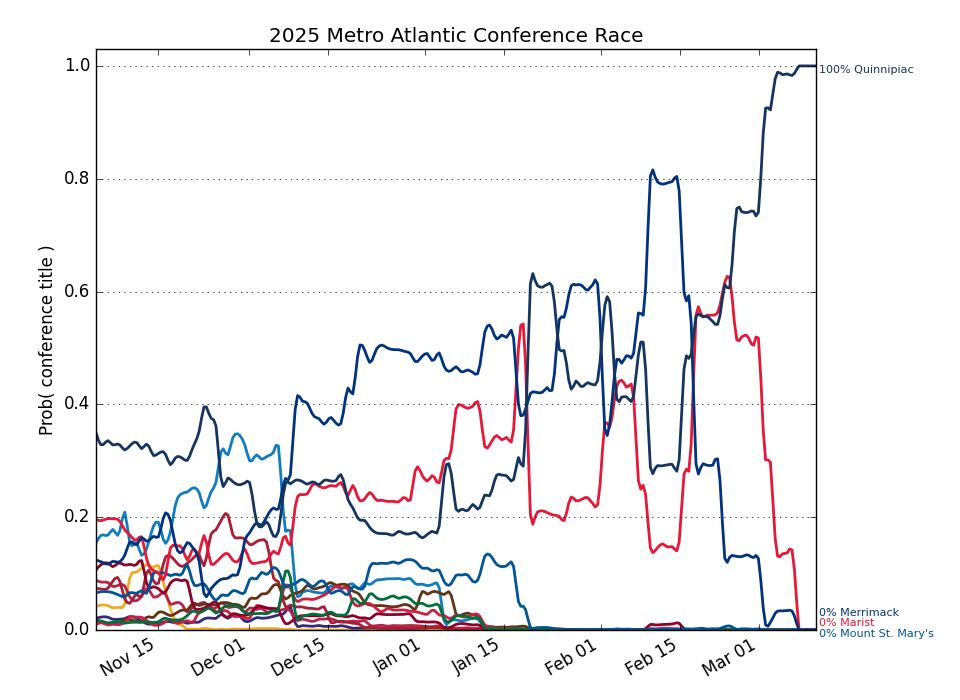 2025 Metro Atlantic Conference Race
Prob( conference title )
1.0
0.8
0.6
0.4
0.2
0.0
Nov 15
Dec 01
Dec 15
Jan 01
Jan 15
Feb 01
Feb 15
Mar 01
100% Quinnipiac
0% Merrimack
0% Marist
0% Mount St. Mary's